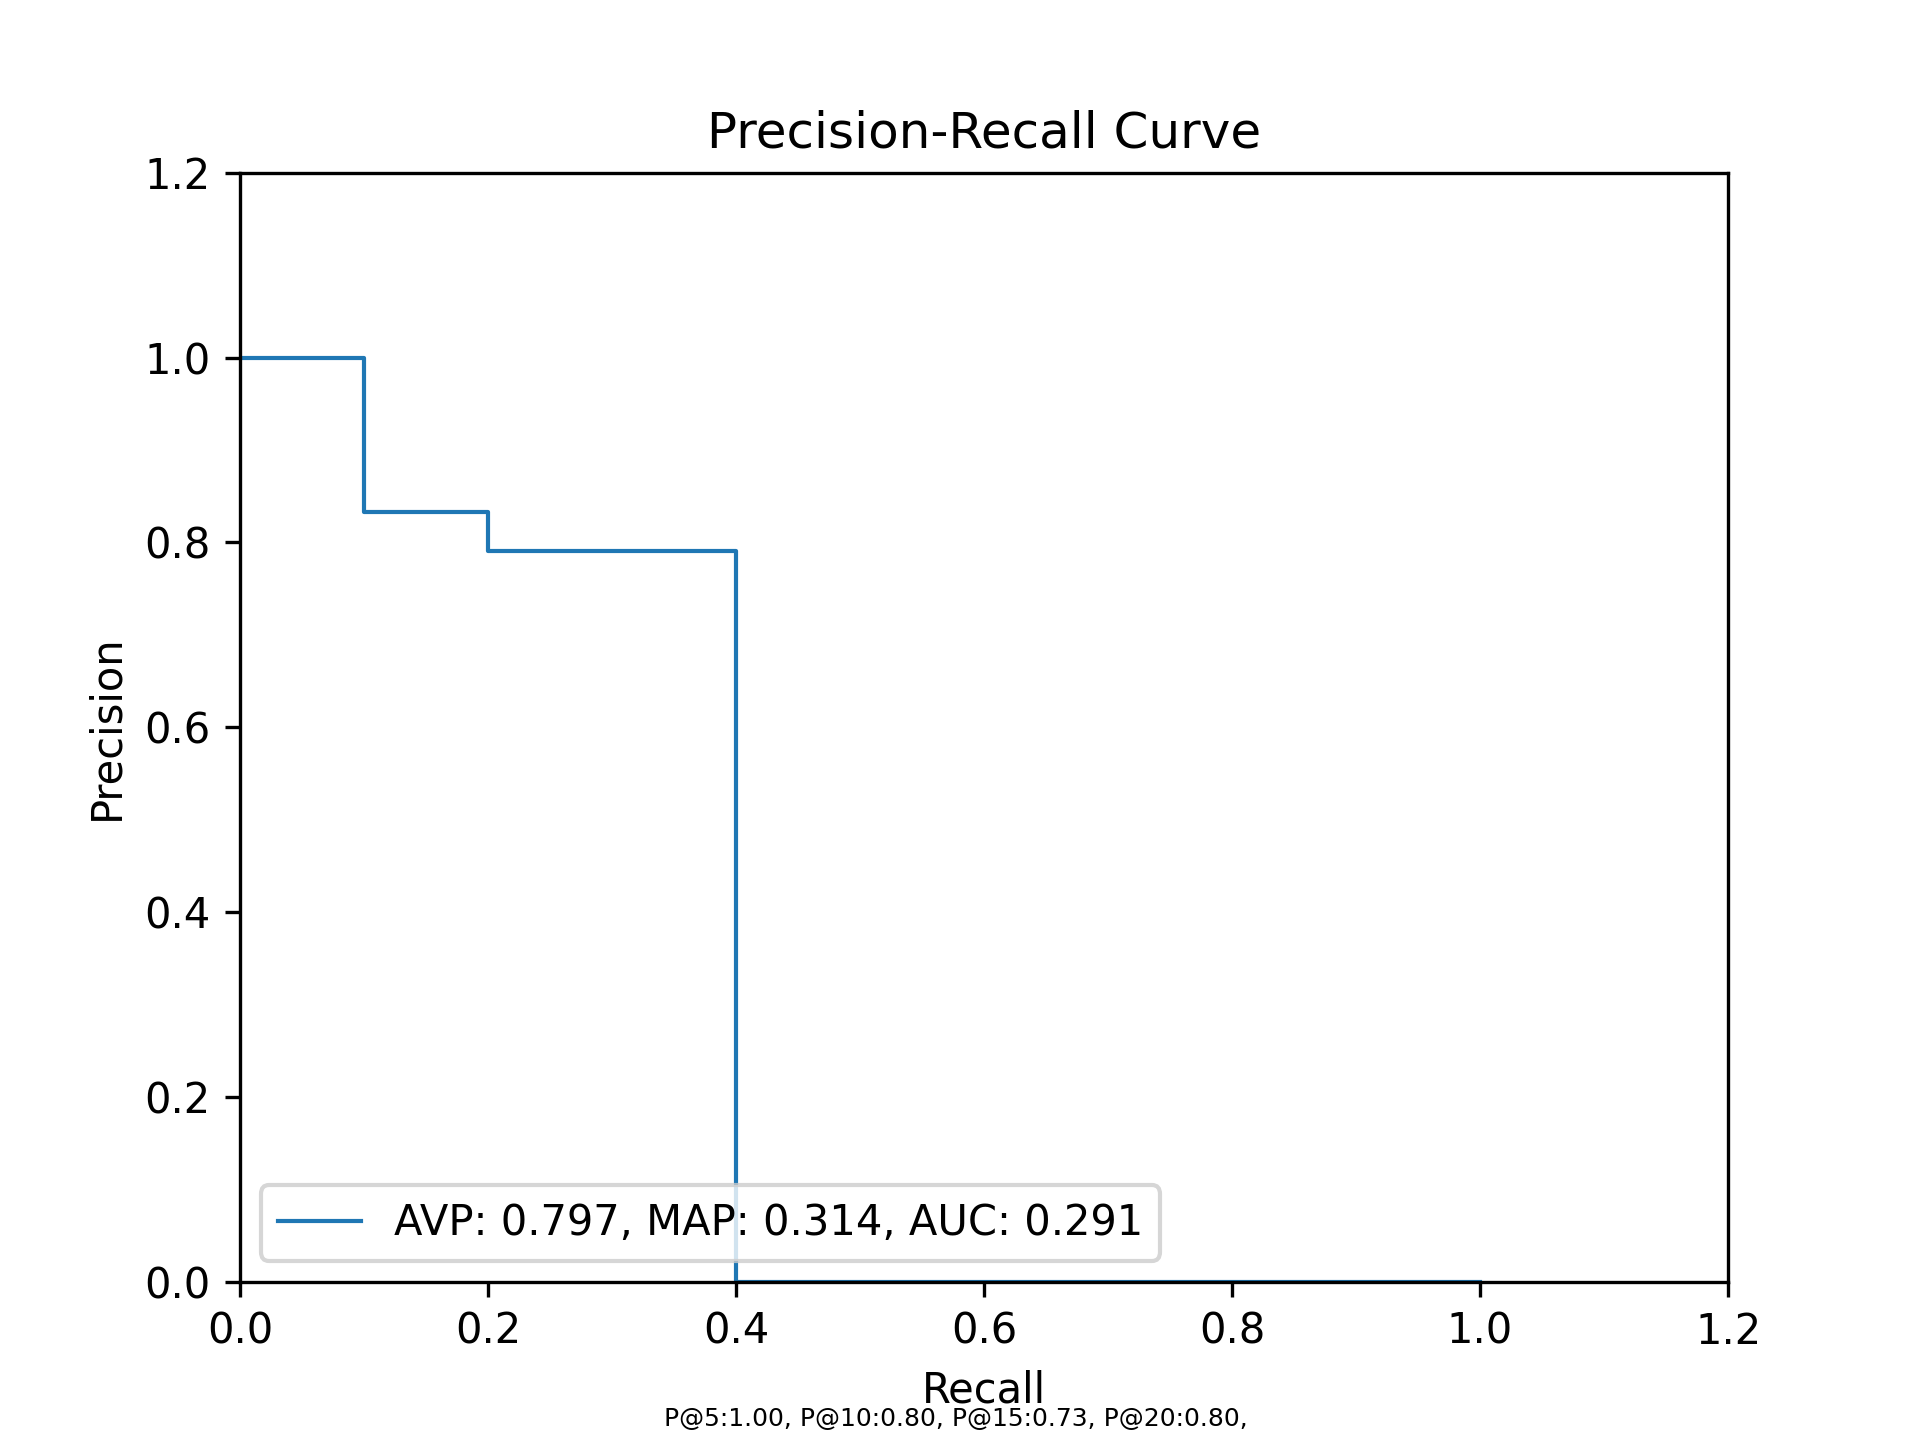 Precision-Recall Curve
1.2
1.0
0.8
0.6
0.4
0.2
0.0
Precision
AVP: 0.797, MAP: 0.314, AUC: 0.291
0.0 0.2 0.4 0.6 0.8 1.0 1.2
Recall
P@5:1.00, P@10:0.80, P@15:0.73, P@20:0.80,